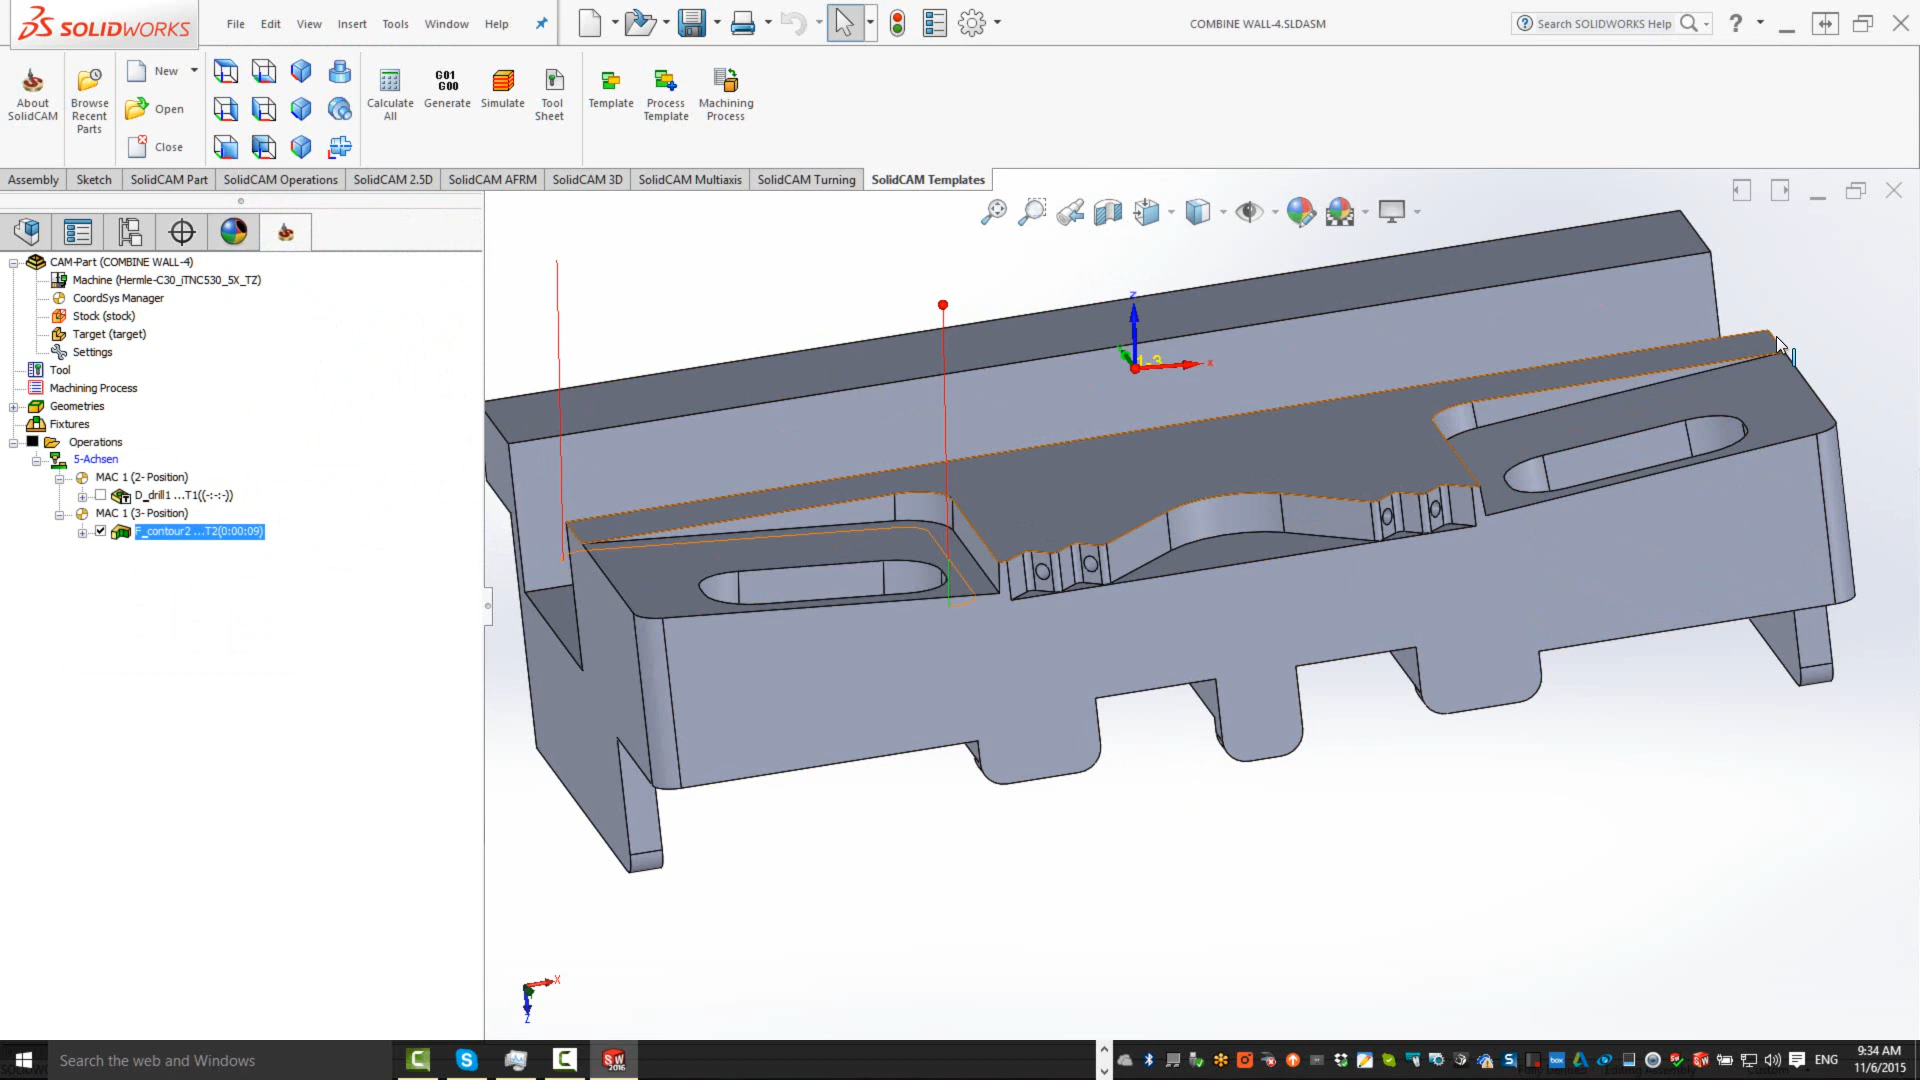 SOLIDWORKS
File Edit View Insert Tools Window Help
COMBINE WALL-4.SLDASM
Search SOLIDWORKS Help
?
About SolidCAM
Browse Recent Parts
New
Open
Close
Calculate All
G01 G00
Generate
Simulate
Tool Sheet
Template
Process Template
Machining Process
Assembly Sketch SolidCAM Part SolidCAM Operations SolidCAM 2.5D SolidCAM AFRM SolidCAM 3D SolidCAM Multiaxis SolidCAM Turning SolidCAM Templates
CAM-Part (COMBINE WALL-4)
Machine (Hermle-C30_iTNC530_5X_TZ)
CoordSys Manager
Stock (stock)
Target (target)
Settings
Tool
Machining Process
Geometries
Fixtures
Operations
5-Achsen
MAC 1 (2- Position)
D_drill1 ...T1((-:-:-))
MAC 1 (3- Position)
F_contour2 ...T2(0:00:09)
Z
1-3
X
X
Z
Search the web and Windows
SW 2016
ENG
9:34 AM
11/6/2015